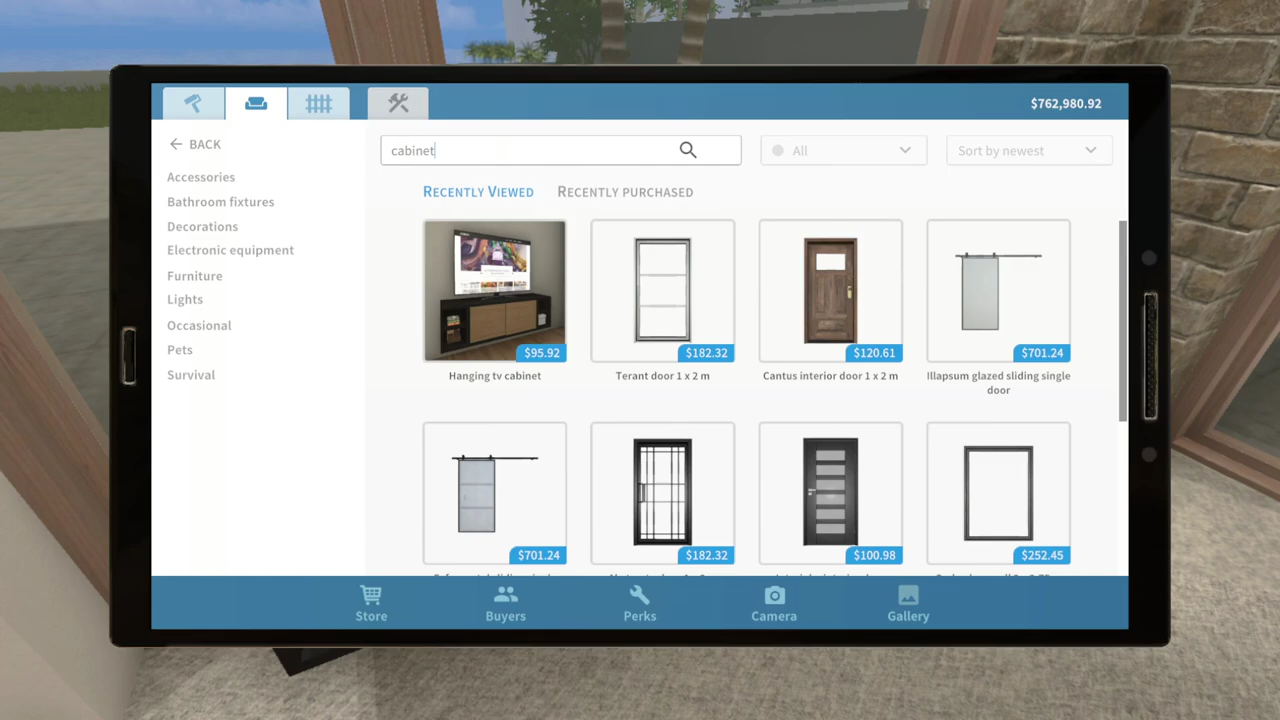 $762,980.92
BACK
cabinet
All
Sort by newest
Accessories
Bathroom fixtures
Decorations
Electronic equipment
Furniture
Lights
Occasional
Pets
Survival
RECENTLY VIEWED
RECENTLY PURCHASED
$95.92
$182.32
$120.61
$701.24
Hanging tv cabinet
Terant door 1 x 2 m
Cantus interior door 1 x 2 m
Illapsum glazed sliding single
door
$701.24
$182.32
$100.98
$252.45
Store
Buyers
Perks
Camera
Gallery